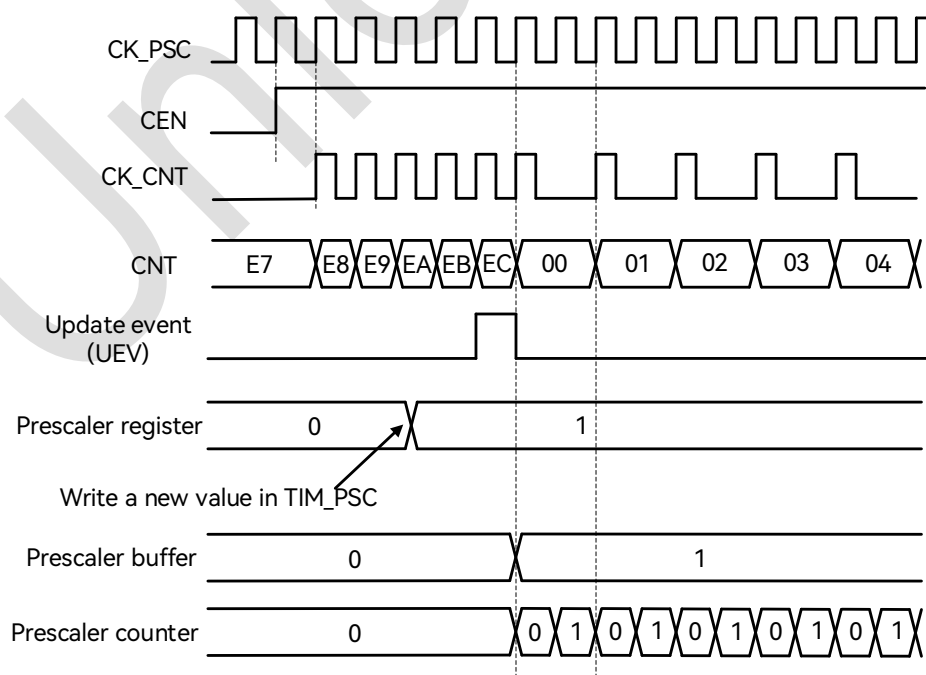 CK_PSC
CEN
CK_CNT
CNT E7 E8 E9 EA EB EC 00 01 02 03 04
Update event
(UEV)
Prescaler register 0 1
Write a new value in TIM_PSC
Prescaler buffer 0 1
Prescaler counter 0 0 1 0 1 0 1 0 1 0 1